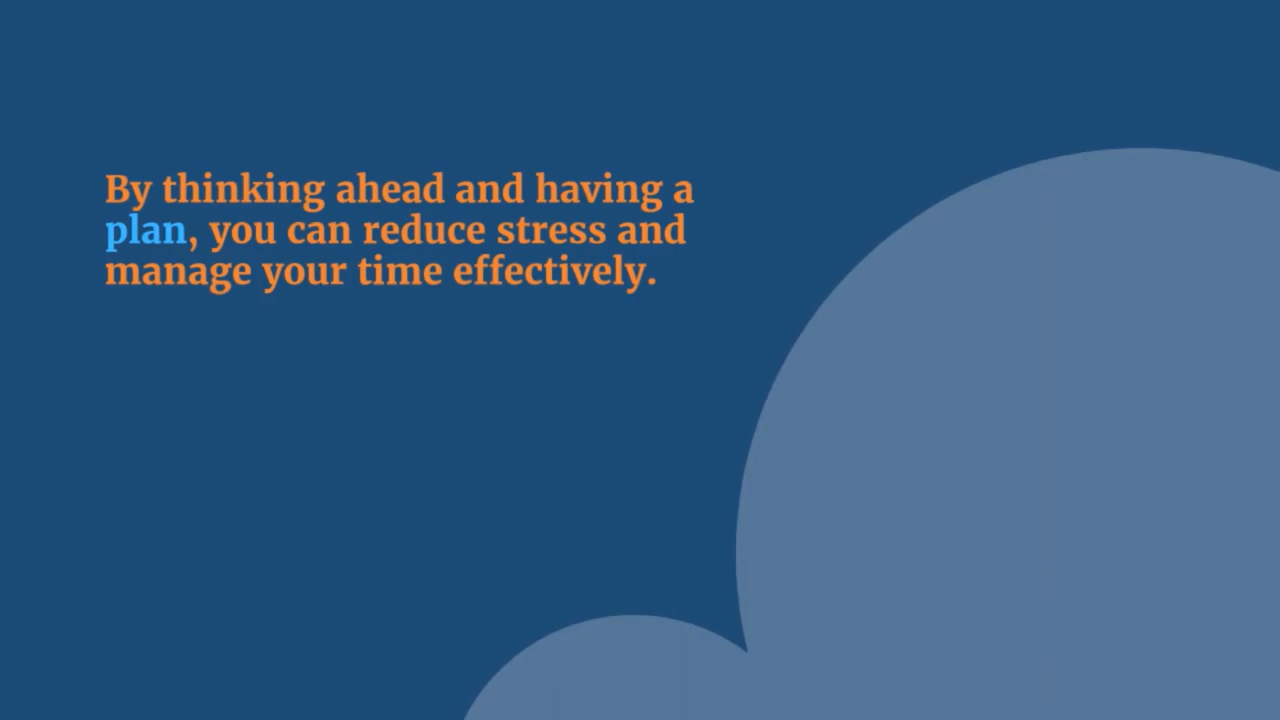 By thinking ahead and having a
plan, you can reduce stress and
manage your time effectively.